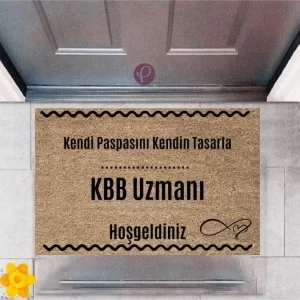 Kendi Paspasını Kendin Tasarla
......................
KBB Uzmanı
Hoşgeldiniz